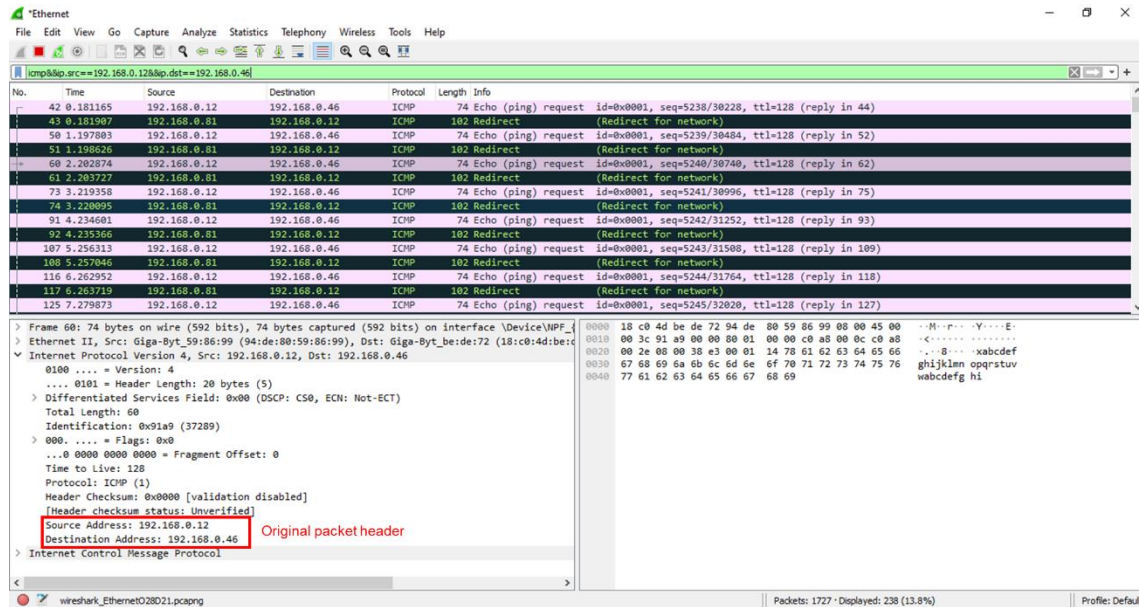 *Ethernet
File Edit View Go Capture Analyze Statistics Telephony Wireless Tools Help
icmp&&ip.src==192.168.0.12&&ip.dst==192.168.0.46
No. Time Source Destination Protocol Length Info
42 0.181165 192.168.0.12 192.168.0.46 ICMP 74 Echo (ping) request id=0x0001, seq=5238/30228, ttl=128 (reply in 44)
43 0.181907 192.168.0.81 192.168.0.12 ICMP 102 Redirect (Redirect for network)
50 1.197803 192.168.0.12 192.168.0.46 ICMP 74 Echo (ping) request id=0x0001, seq=5239/30484, ttl=128 (reply in 52)
51 1.198626 192.168.0.81 192.168.0.12 ICMP 102 Redirect (Redirect for network)
60 2.202874 192.168.0.12 192.168.0.46 ICMP 74 Echo (ping) request id=0x0001, seq=5240/30740, ttl=128 (reply in 62)
61 2.203727 192.168.0.81 192.168.0.12 ICMP 102 Redirect (Redirect for network)
73 3.219358 192.168.0.12 192.168.0.46 ICMP 74 Echo (ping) request id=0x0001, seq=5241/30996, ttl=128 (reply in 75)
74 3.220095 192.168.0.81 192.168.0.12 ICMP 102 Redirect (Redirect for network)
91 4.234601 192.168.0.12 192.168.0.46 ICMP 74 Echo (ping) request id=0x0001, seq=5242/31252, ttl=128 (reply in 93)
92 4.235366 192.168.0.81 192.168.0.12 ICMP 102 Redirect (Redirect for network)
107 5.256313 192.168.0.12 192.168.0.46 ICMP 74 Echo (ping) request id=0x0001, seq=5243/31508, ttl=128 (reply in 109)
108 5.257046 192.168.0.81 192.168.0.12 ICMP 102 Redirect (Redirect for network)
116 6.262952 192.168.0.12 192.168.0.46 ICMP 74 Echo (ping) request id=0x0001, seq=5244/31764, ttl=128 (reply in 118)
117 6.263719 192.168.0.81 192.168.0.12 ICMP 102 Redirect (Redirect for network)
125 7.279873 192.168.0.12 192.168.0.46 ICMP 74 Echo (ping) request id=0x0001, seq=5245/32020, ttl=128 (reply in 127)
Frame 60: 74 bytes on wire (592 bits), 74 bytes captured (592 bits) on interface \Device\NPF_{
Ethernet II, Src: Giga-Byt_59:86:99 (94:de:80:59:86:99), Dst: Giga-Byt_be:de:72 (18:c0:4d:be:d
Internet Protocol Version 4, Src: 192.168.0.12, Dst: 192.168.0.46
0100 .... = Version: 4
.... 0101 = Header Length: 20 bytes (5)
Differentiated Services Field: 0x00 (DSCP: CS0, ECN: Not-ECT)
Total Length: 60
Identification: 0x91a9 (37289)
000. .... = Flags: 0x0
...0 0000 0000 0000 = Fragment Offset: 0
Time to Live: 128
Protocol: ICMP (1)
Header Checksum: 0x0000 [validation disabled]
[Header checksum status: Unverified]
Source Address: 192.168.0.12
Destination Address: 192.168.0.46
Original packet header
Internet Control Message Protocol
0000 18 c0 4d be de 72 94 de 80 59 86 99 08 00 45 00 ··M··r·· ·Y····E·
0010 00 3c 91 a9 00 00 80 01 00 00 c0 a8 00 0c c0 a8 ·<······ ········
0020 00 2e 08 00 38 e3 00 01 14 78 61 62 63 64 65 66 ·.··8··· ·xabcdef
0030 67 68 69 6a 6b 6c 6d 6e 6f 70 71 72 73 74 75 76 ghijklmn opqrstuv
0040 77 61 62 63 64 65 66 67 68 69 wabcdefg hi
wireshark_EthernetO28D21.pcapng Packets: 1727 · Displayed: 238 (13.8%) Profile: Defaul